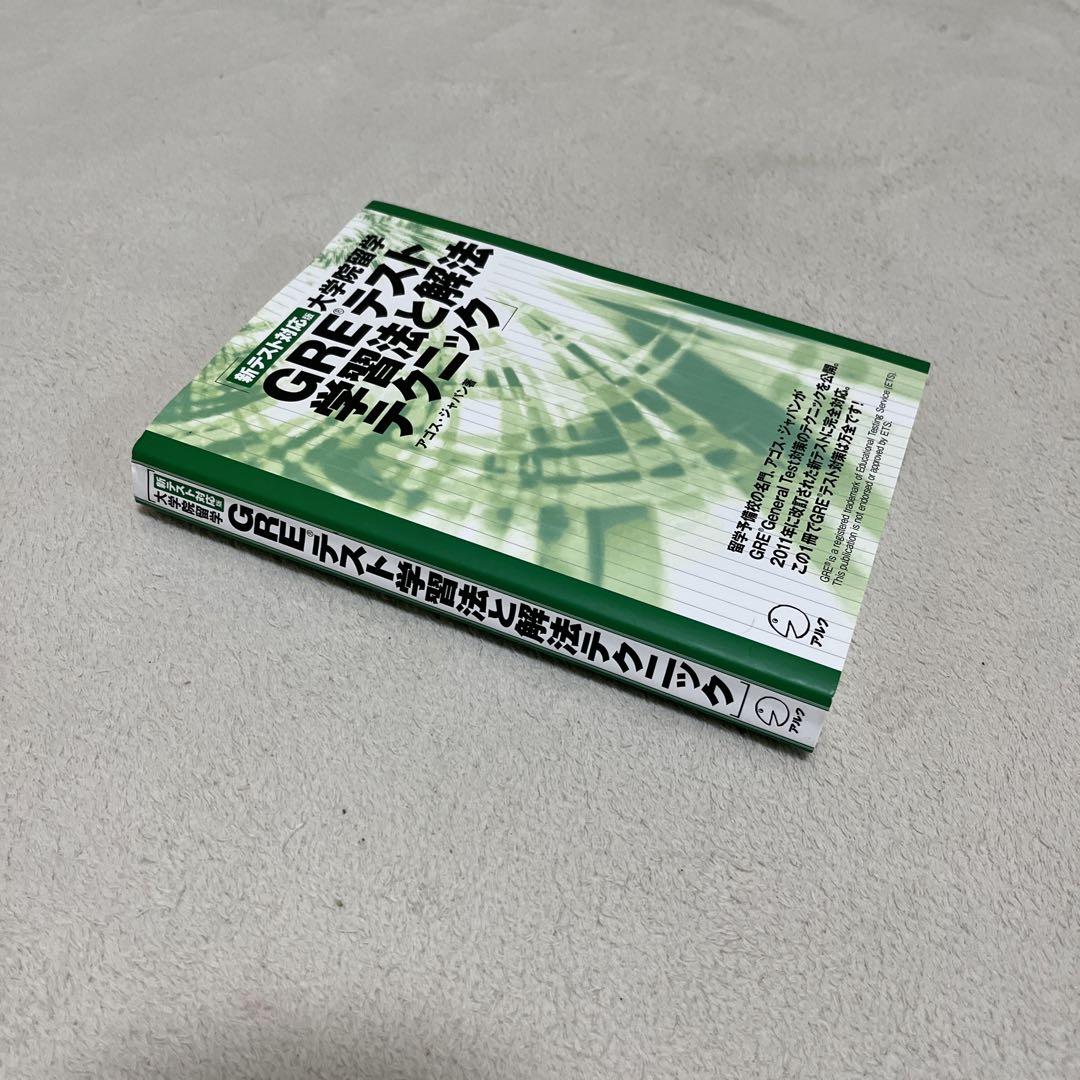 新テスト対応版
大学院留学
GRE®テスト
学習法と解法
テクニック
アゴス・ジャパン著
留学予備校の名門、アゴス・ジャパンが
GRE®General Test対策のテクニックを公開。
2011年に改訂された新テストに完全対応。
この1冊でGRE®テスト対策は万全です!
GRE® is a registered trademark of Educational Testing Service (ETS).
This publication is not endorsed or approved by ETS.
アルク
新テスト対応版
大学院留学
GRE®テスト学習法と解法テクニック
アルク